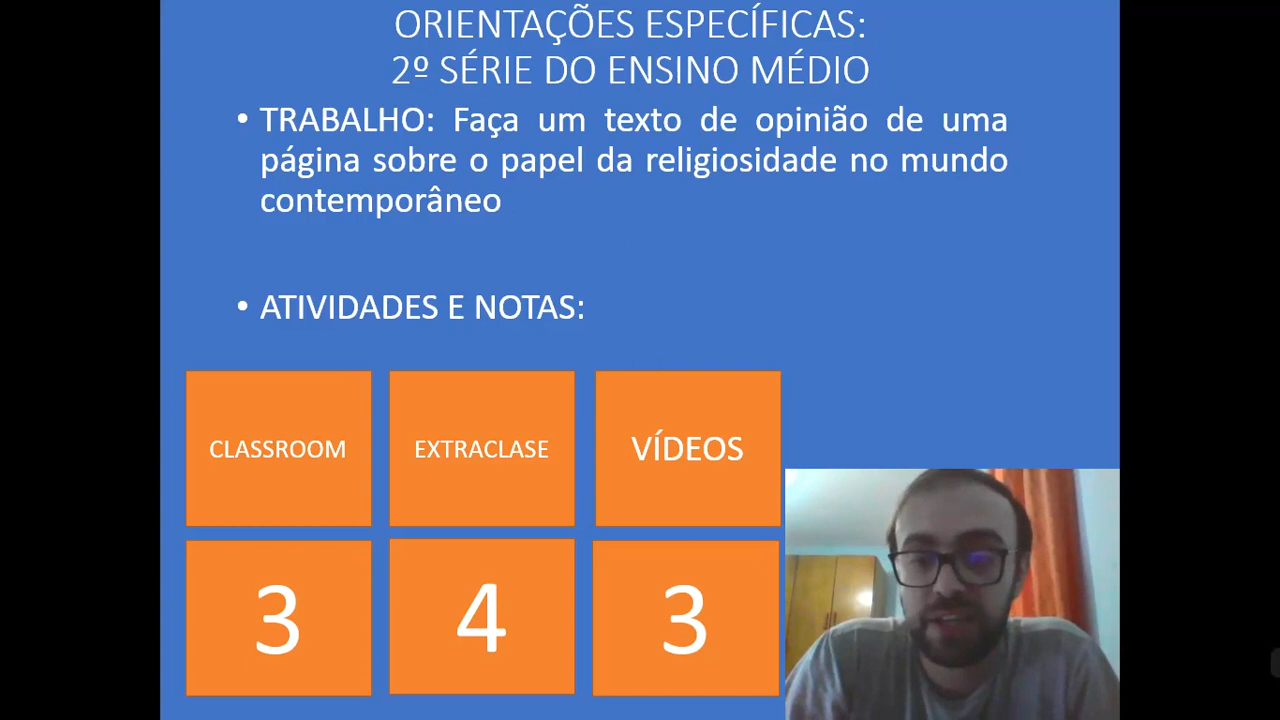 ORIENTAÇÕES ESPECÍFICAS:
2º SÉRIE DO ENSINO MÉDIO
• TRABALHO: Faça um texto de opinião de uma
página sobre o papel da religiosidade no mundo
contemporâneo
• ATIVIDADES E NOTAS:
CLASSROOM EXTRACLASE VÍDEOS
3 4 3